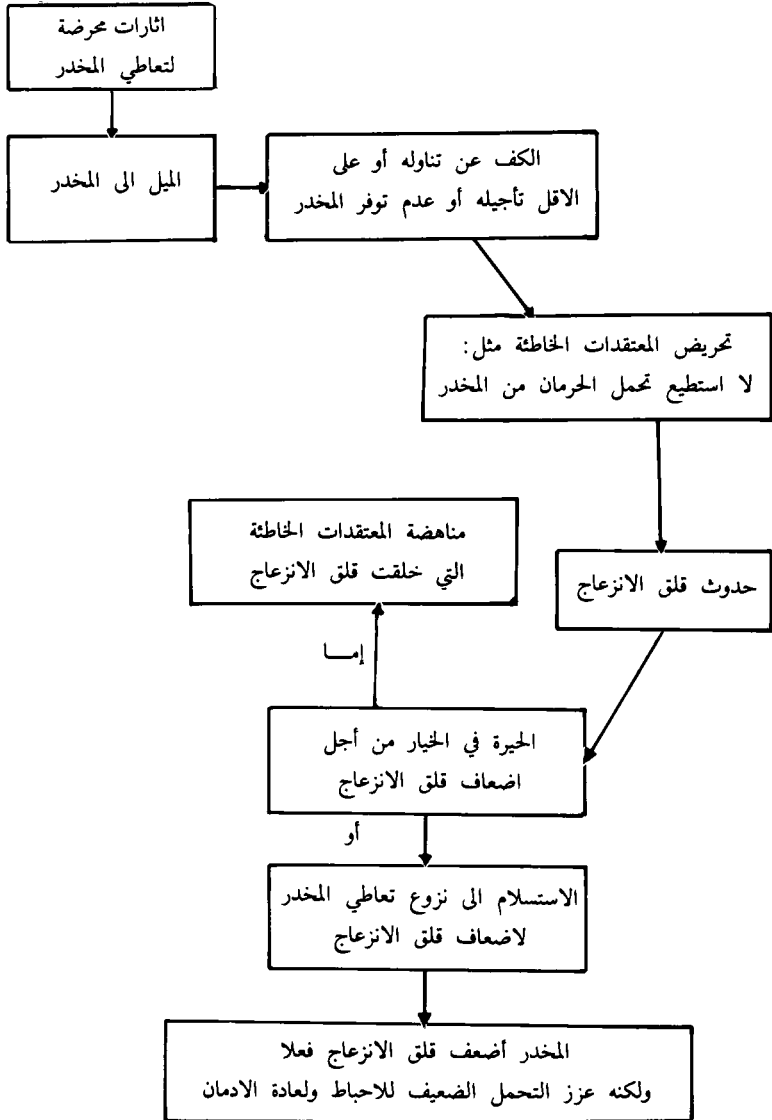 اثارات محرضة
لتعاطي المخدر
الميل الى المخدر
الكف عن تناوله أو على
الاقل تأجيله أو عدم توفر المخدر
تحريض المعتقدات الخاطئة مثل:
لا استطيع تحمل الحرمان من المخدر
حدوث قلق الانزعاج
مناهضة المعتقدات الخاطئة
التي خلقت قلق الانزعاج
إمــا
الحيرة في الخيار من أجل
اضعاف قلق الانزعاج
أو
الاستسلام الى نزوع تعاطي المخدر
لاضعاف قلق الانزعاج
المخدر أضعف قلق الانزعاج فعلا
ولكنه عزز التحمل الضعيف للاحباط ولعادة الادمان